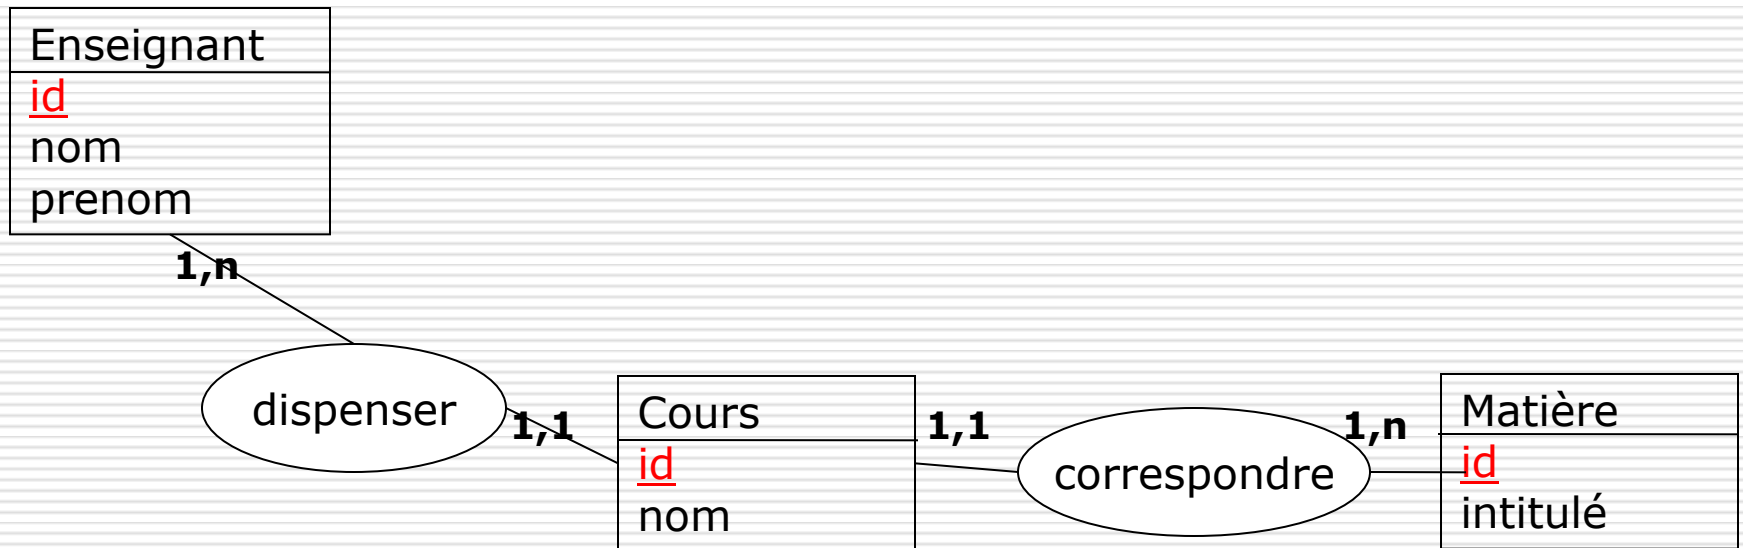 Enseignant
id
nom
prenom
1,n
dispenser
1,1
Cours
id
nom
1,1
correspondre
1,n
Matière
id
intitulé